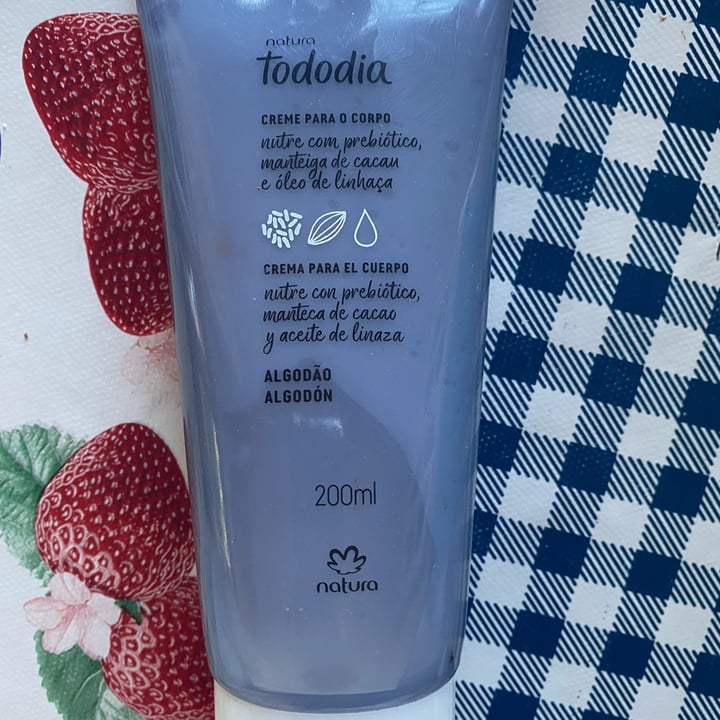 natura
tododia
CREME PARA O CORPO
nutre com prebiótico,
manteiga de cacau
e óleo de linhaça
CREMA PARA EL CUERPO
nutre con prebiótico,
manteca de cacao
y aceite de linaza
ALGODÃO
ALGODÓN
200ml
natura